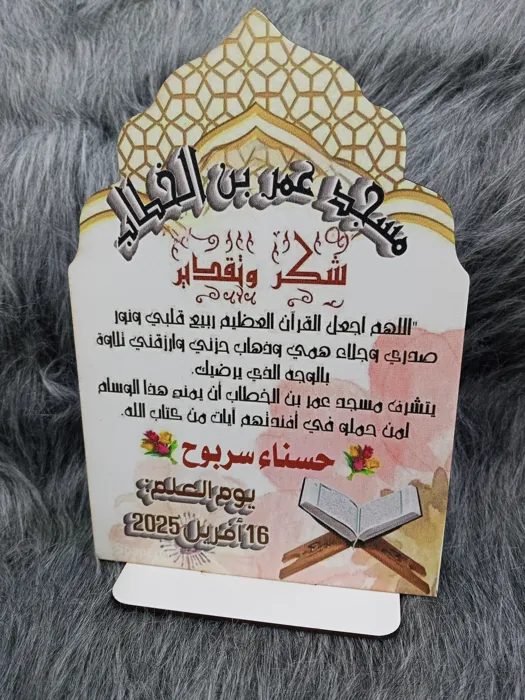 مسجد عمر بن الخطاب
شكر وتقدير
"اللهم اجعل القرآن العظيم ربيع قلبي ونور
صدري وجلاء همي وذهاب حزني وارزقني تلاوة
بالوجه الذي يرضيك.
يتشرف مسجد عمر بن الخطاب أن يمنح هذا الوسام
لمن حملو في أفئدتهم آيات من كتاب الله.
حسناء سربوح
يوم العلم:
16 أفريل 2025